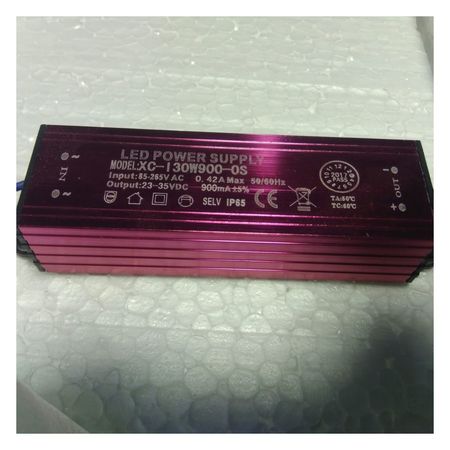 LED POWER SUPPLY
MODEL:XC-130W900-0S
Input: 85-265V AC 0.42A Max 50/60Hz
Output: 23-35VDC 900mA±5%
SELV IP65
IN
~
~
2017
PASS
TA:50℃
TC:60℃
OUT
-
+